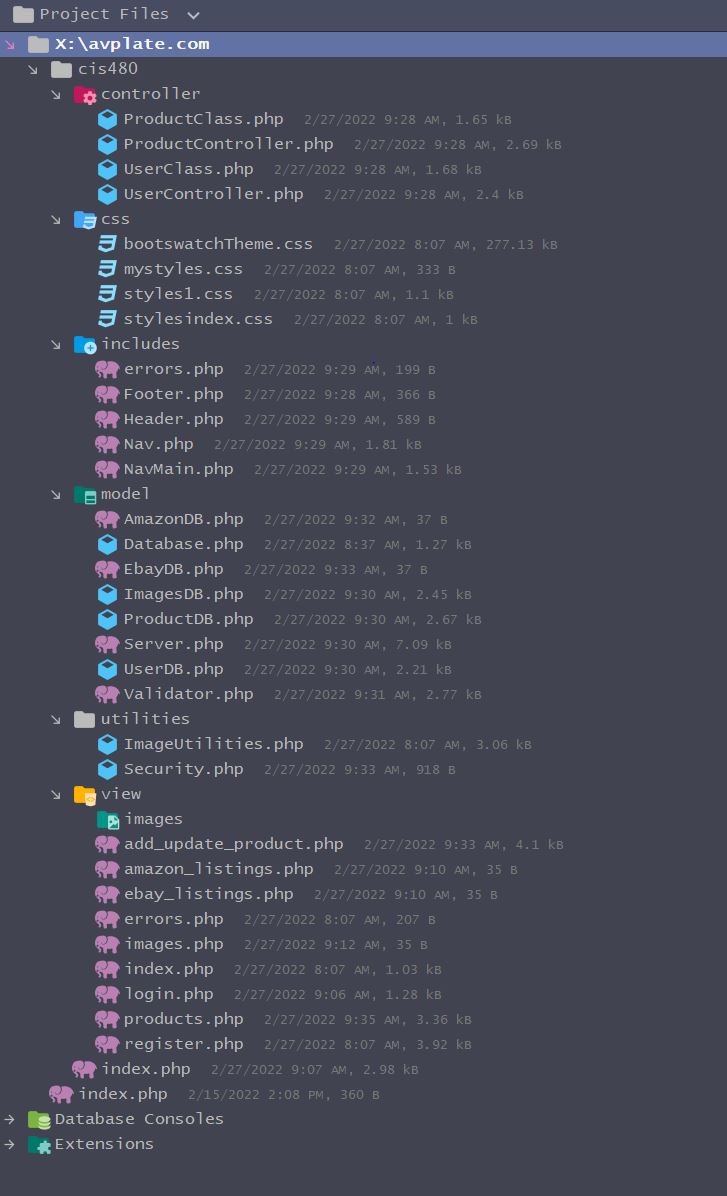 Project Files
X:\avplate.com
cis480
controller
ProductClass.php 2/27/2022 9:28 AM, 1.65 kB
ProductController.php 2/27/2022 9:28 AM, 2.69 kB
UserClass.php 2/27/2022 9:28 AM, 1.68 kB
UserController.php 2/27/2022 9:28 AM, 2.4 kB
css
bootswatchTheme.css 2/27/2022 8:07 AM, 277.13 kB
mystyles.css 2/27/2022 8:07 AM, 333 B
styles1.css 2/27/2022 8:07 AM, 1.1 kB
stylesindex.css 2/27/2022 8:07 AM, 1 kB
includes
errors.php 2/27/2022 9:29 AM, 199 B
Footer.php 2/27/2022 9:28 AM, 366 B
Header.php 2/27/2022 9:29 AM, 589 B
Nav.php 2/27/2022 9:29 AM, 1.81 kB
NavMain.php 2/27/2022 9:29 AM, 1.53 kB
model
AmazonDB.php 2/27/2022 9:32 AM, 37 B
Database.php 2/27/2022 8:37 AM, 1.27 kB
EbayDB.php 2/27/2022 9:33 AM, 37 B
ImagesDB.php 2/27/2022 9:30 AM, 2.45 kB
ProductDB.php 2/27/2022 9:30 AM, 2.67 kB
Server.php 2/27/2022 9:30 AM, 7.09 kB
UserDB.php 2/27/2022 9:30 AM, 2.21 kB
Validator.php 2/27/2022 9:31 AM, 2.77 kB
utilities
ImageUtilities.php 2/27/2022 8:07 AM, 3.06 kB
Security.php 2/27/2022 9:33 AM, 918 B
view
images
add_update_product.php 2/27/2022 9:33 AM, 4.1 kB
amazon_listings.php 2/27/2022 9:10 AM, 35 B
ebay_listings.php 2/27/2022 9:10 AM, 35 B
errors.php 2/27/2022 8:07 AM, 207 B
images.php 2/27/2022 9:12 AM, 35 B
index.php 2/27/2022 8:07 AM, 1.03 kB
login.php 2/27/2022 9:06 AM, 1.28 kB
products.php 2/27/2022 9:35 AM, 3.36 kB
register.php 2/27/2022 8:07 AM, 3.92 kB
index.php 2/27/2022 9:07 AM, 2.98 kB
index.php 2/15/2022 2:08 PM, 360 B
Database Consoles
Extensions